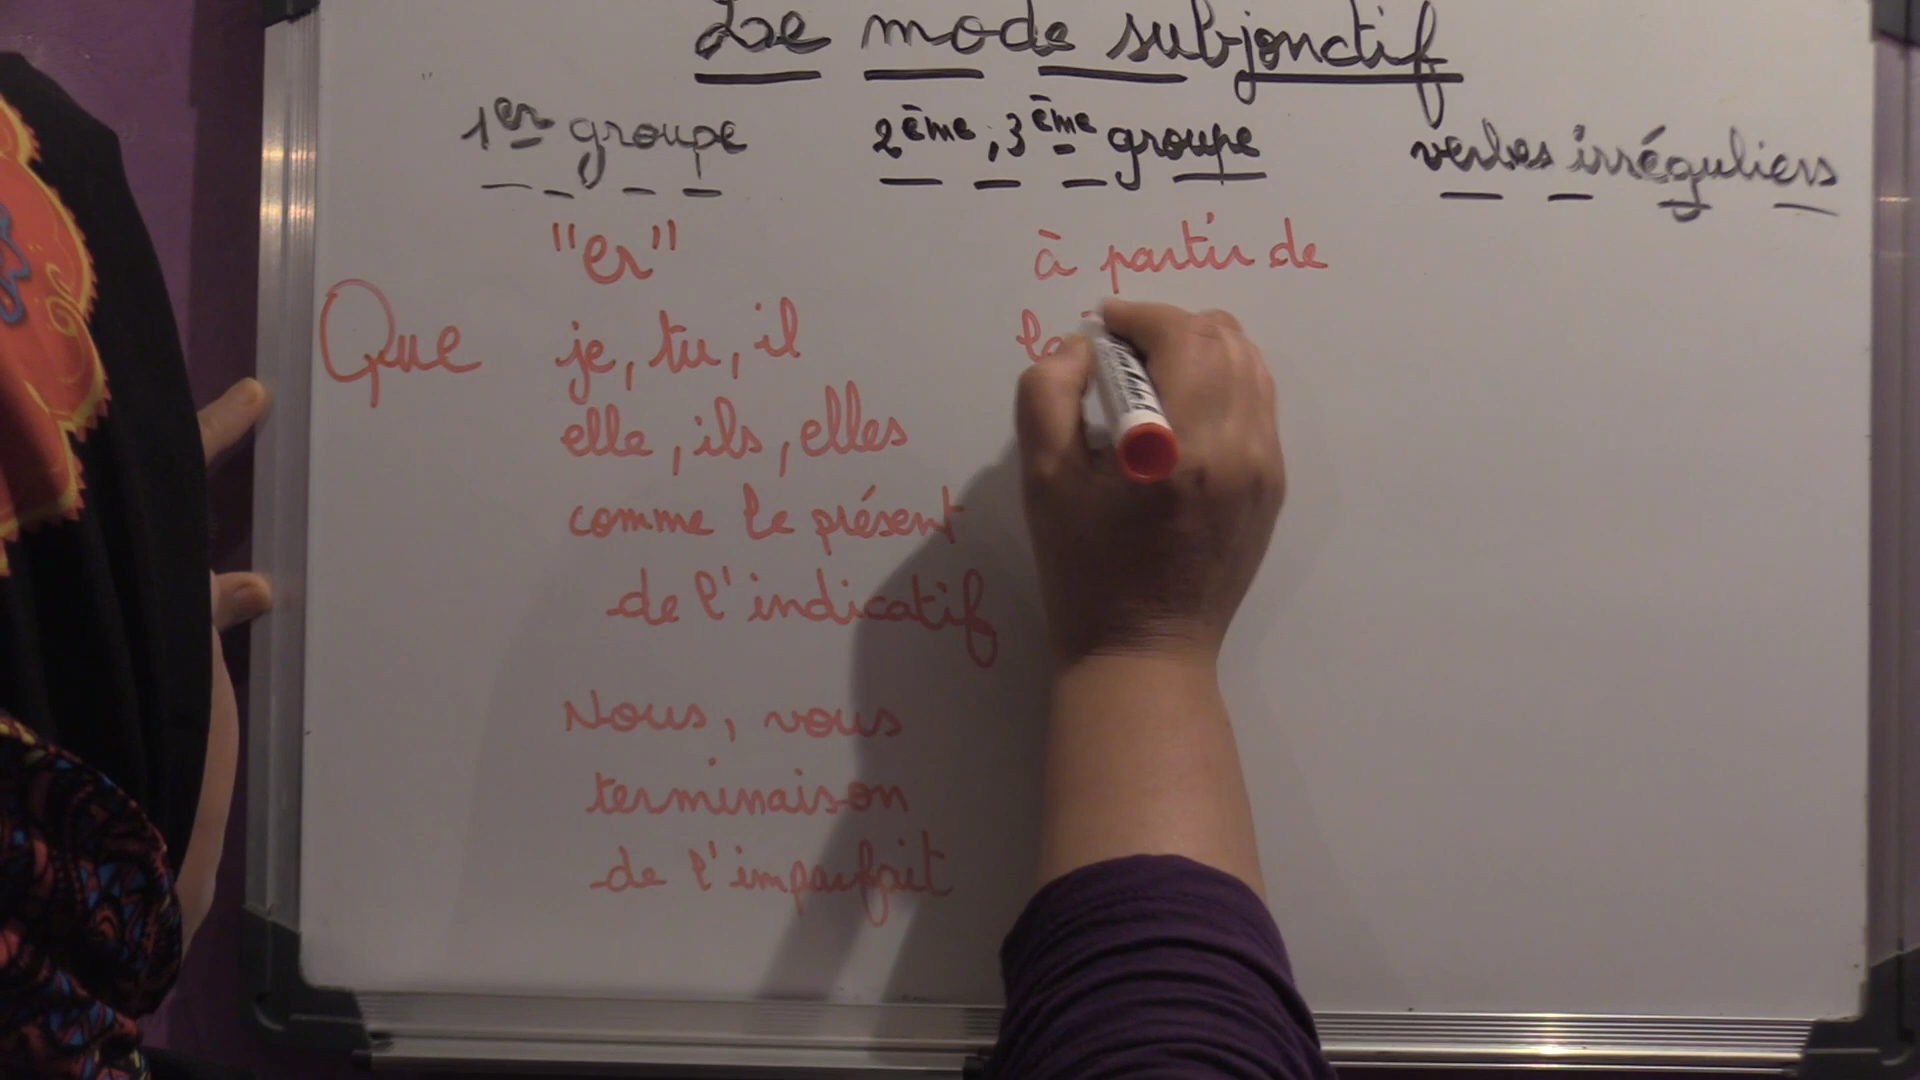 Le mode subjonctif
1er groupe
2ème, 3ème groupe
verbes irréguliers
"er"
Que je, tu, il
elle, ils, elles
comme le présent
de l'indicatif
Nous, vous
terminaison
de l'imparfait
à partir de